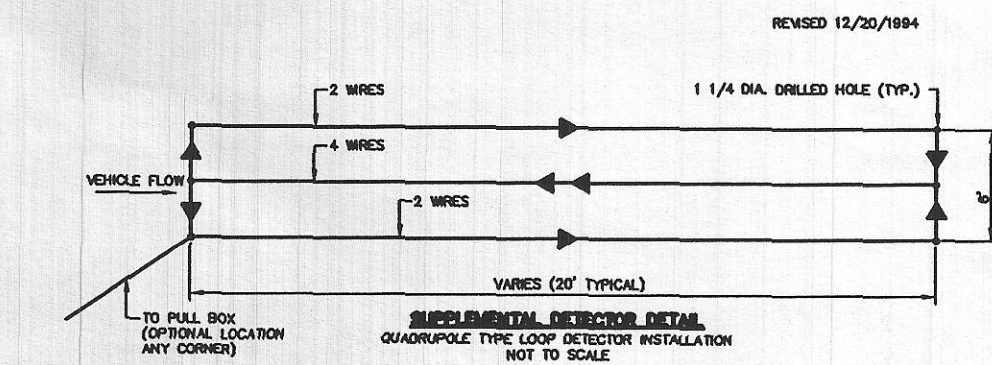 REVISED 12/20/1994
2 WIRES
1 1/4 DIA. DRILLED HOLE (TYP.)
4 WIRES
VEHICLE FLOW
2 WIRES
6'
VARIES (20' TYPICAL)
TO PULL BOX
(OPTIONAL LOCATION
ANY CORNER)
SUPPLEMENTAL DETECTOR DETAIL
QUADRUPOLE TYPE LOOP DETECTOR INSTALLATION
NOT TO SCALE